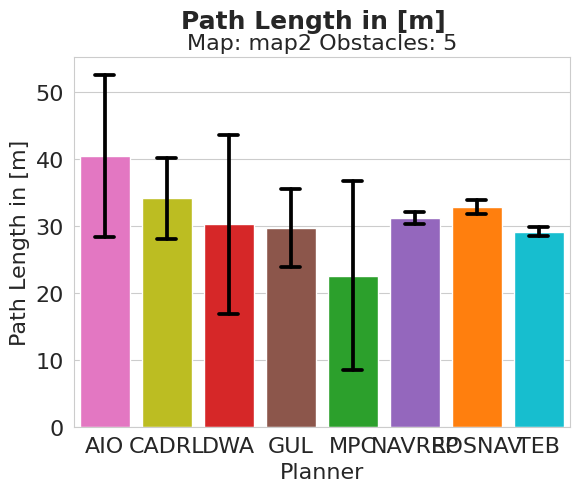 Path Length in [m]
Map: map2 Obstacles: 5
Path Length in [m]
50
40
30
20
10
0
AIO CADRL DWA GUL MPC NAVREP ROSNAV TEB
Planner